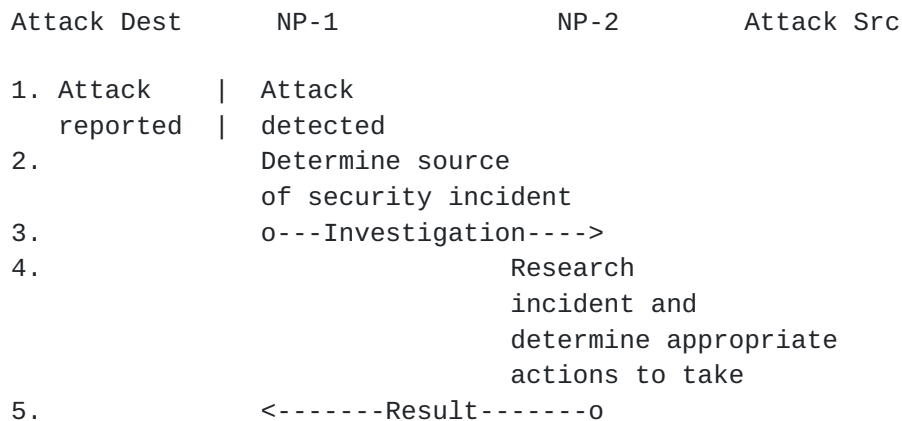 Attack Dest      NP-1              NP-2        Attack Src
1. Attack    |  Attack
   reported  |  detected
2.              Determine source
                of security incident
3.              o---Investigation---->
4.                              Research
                                incident and
                                determine appropriate
                                actions to take
5.              <-------Result-------o